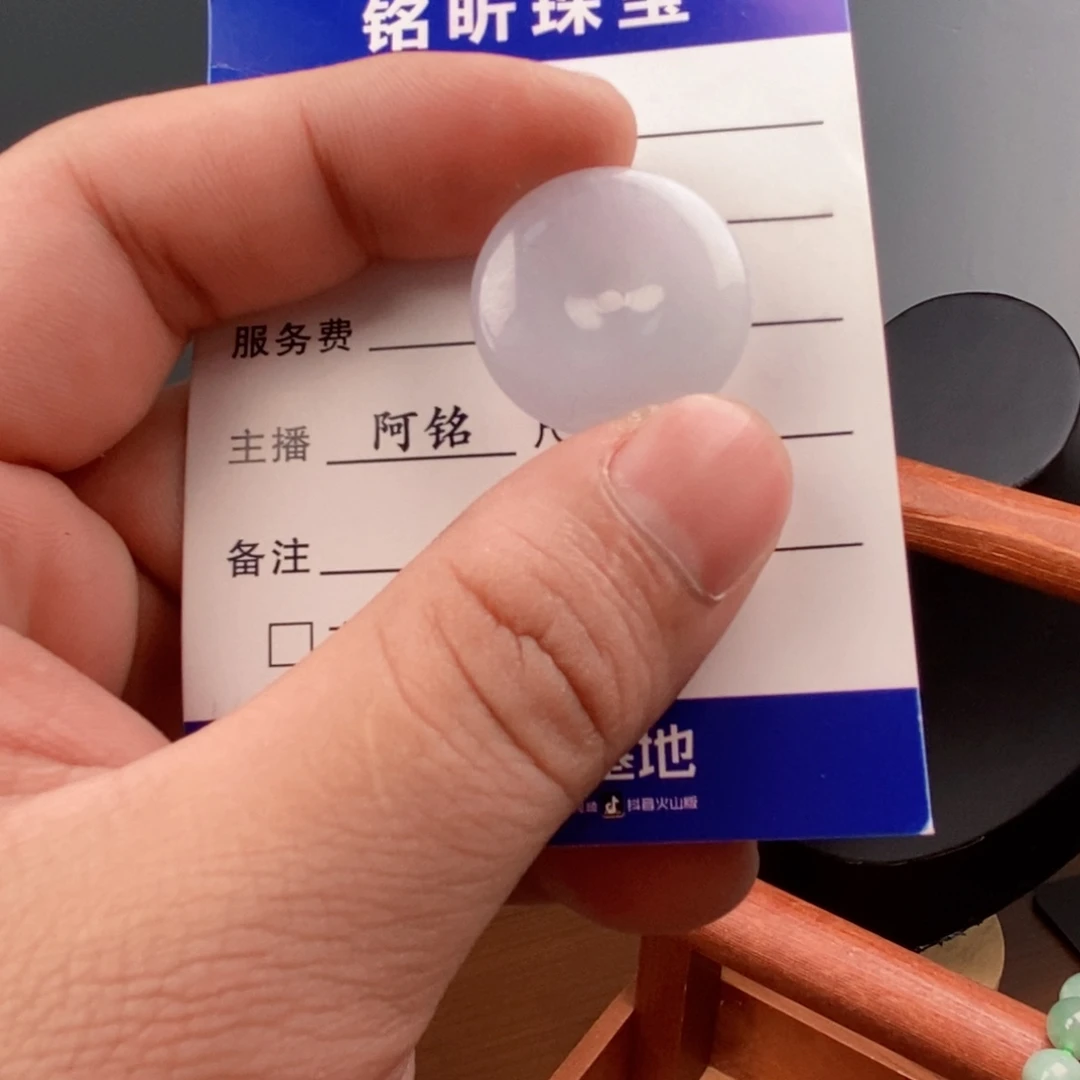 铭昕珠宝
服务费
主播 阿铭
备注
基地
抖音火山版